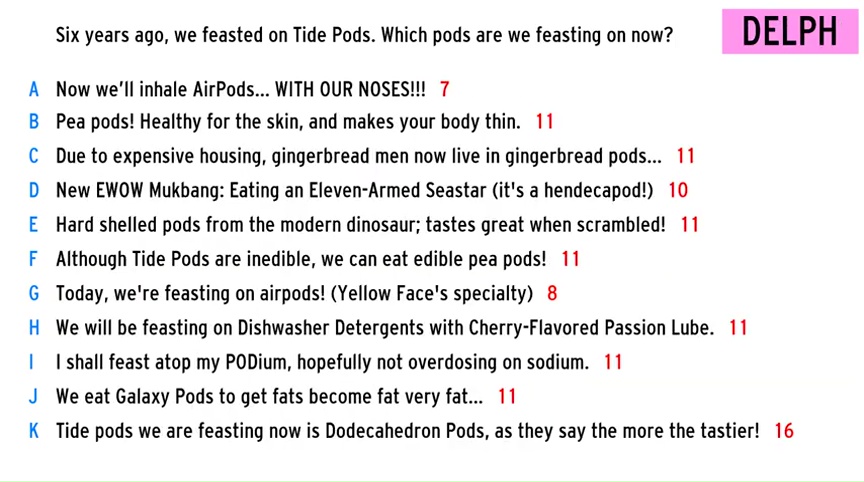 Six years ago, we feasted on Tide Pods. Which pods are we feasting on now?
DELPH
A Now we'll inhale AirPods... WITH OUR NOSES!!! 7
B Pea pods! Healthy for the skin, and makes your body thin. 11
C Due to expensive housing, gingerbread men now live in gingerbread pods... 11
D New EWOW Mukbang: Eating an Eleven-Armed Seastar (it's a hendecapod!) 10
E Hard shelled pods from the modern dinosaur; tastes great when scrambled! 11
F Although Tide Pods are inedible, we can eat edible pea pods! 11
G Today, we're feasting on airpods! (Yellow Face's specialty) 8
H We will be feasting on Dishwasher Detergents with Cherry-Flavored Passion Lube. 11
I I shall feast atop my PODium, hopefully not overdosing on sodium. 11
J We eat Galaxy Pods to get fats become fat very fat... 11
K Tide pods we are feasting now is Dodecahedron Pods, as they say the more the tastier! 16